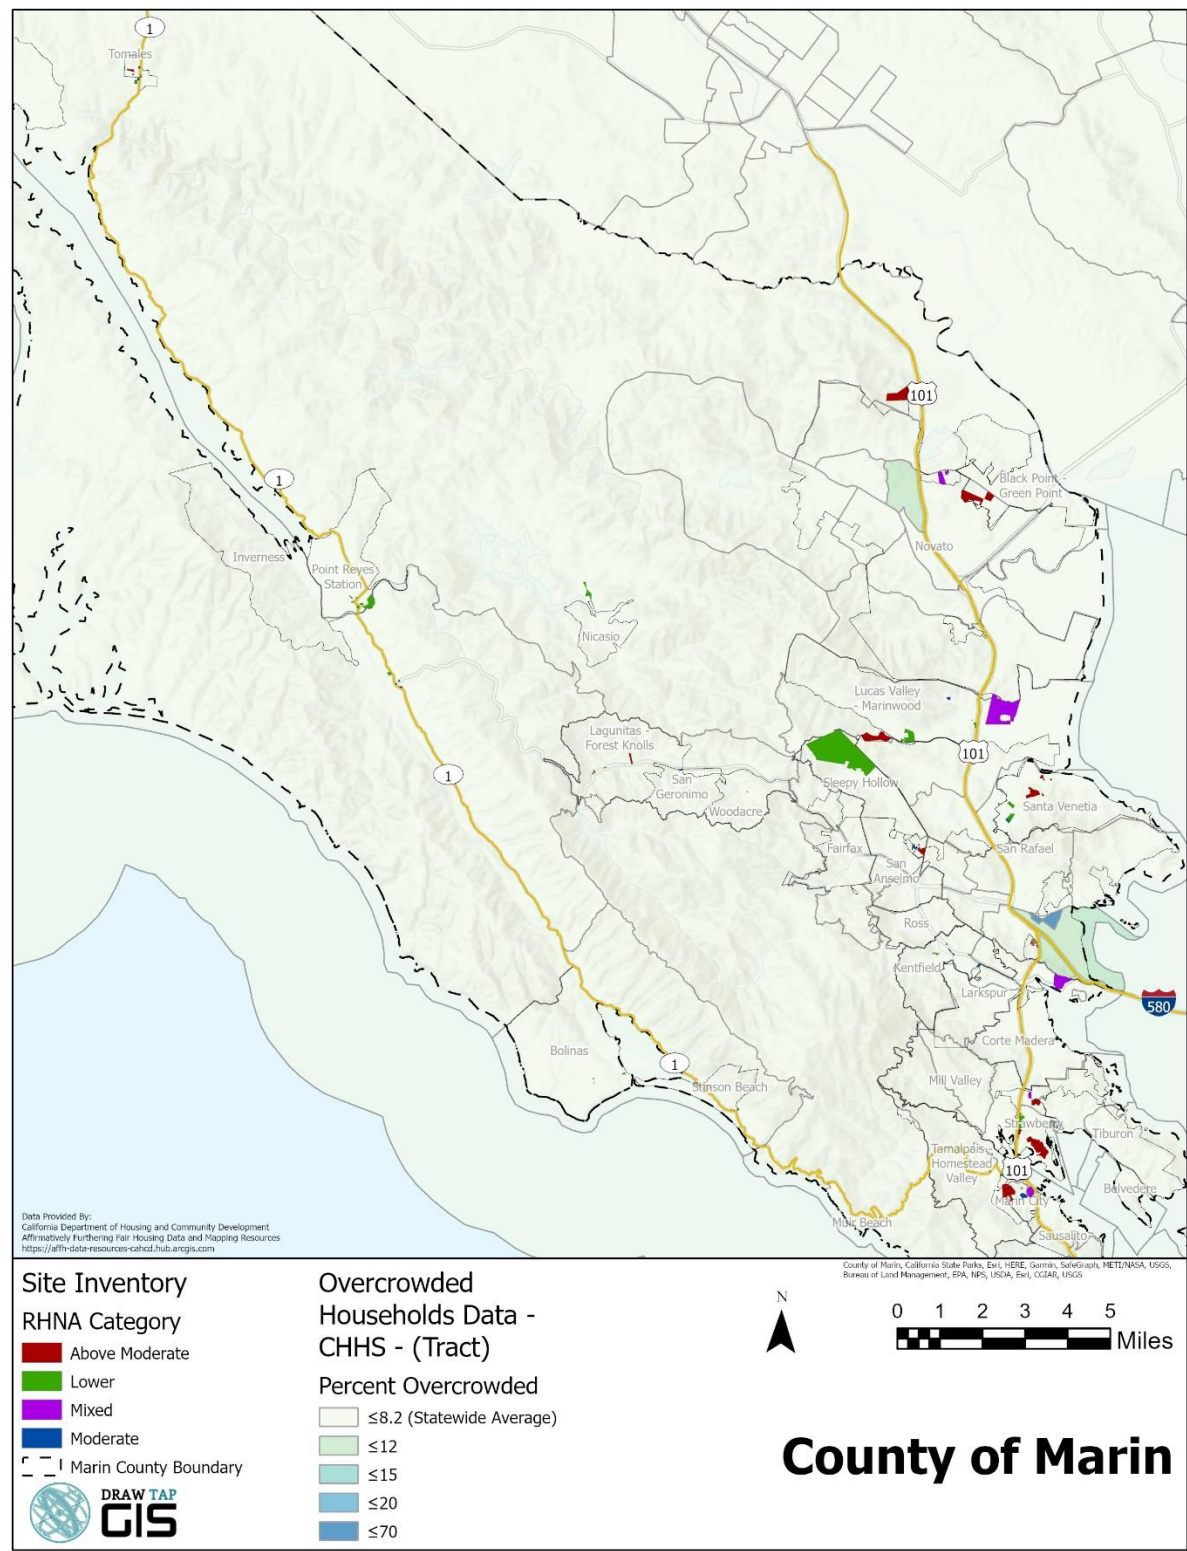 1
Tomales
101
Black Point -
Green Point
1
Novato
Inverness
Point Reyes
Station
Nicasio
Lucas Valley
- Marinwood
Lagunitas -
Forest Knolls
101
1
San
Geronimo
Sleepy Hollow
Woodacre
Santa Venetia
Fairfax
San Rafael
San
Anselmo
Ross
Kentfield
Larkspur
580
Corte Madera
Bolinas
1
Mill Valley
Stinson Beach
Strawberry
Tiburon
Tamalpais -
Homestead
Valley
101
Belvedere
Marin City
Muir Beach
Sausalito
Data Provided By:
California Department of Housing and Community Development
Affirmatively Furthering Fair Housing Data and Mapping Resources
https://affh-data-resources-cahcd.hub.arcgis.com
County of Marin, California State Parks, Esri, HERE, Garmin, SafeGraph, METI/NASA, USGS,
Bureau of Land Management, EPA, NPS, USDA, Esri, CGIAR, USGS
Site Inventory
RHNA Category
Above Moderate
Lower
Mixed
Moderate
Marin County Boundary
DRAW TAP
GIS
Overcrowded
Households Data -
CHHS - (Tract)
Percent Overcrowded
≤8.2 (Statewide Average)
≤12
≤15
≤20
≤70
N
0 1 2 3 4 5
Miles
County of Marin